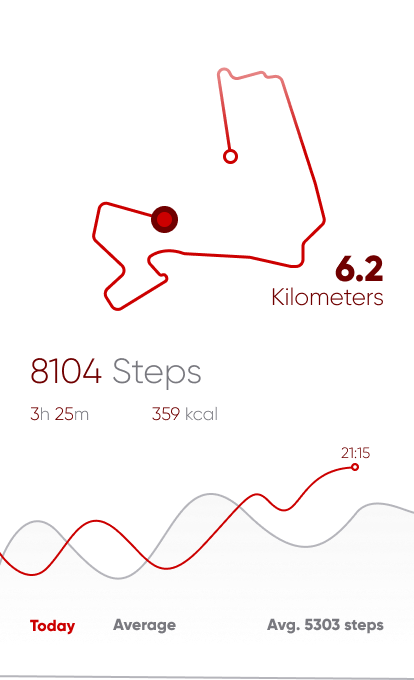 6.2
Kilometers
8104 Steps
3h 25m 359 kcal
21:15
Today Average Avg. 5303 steps